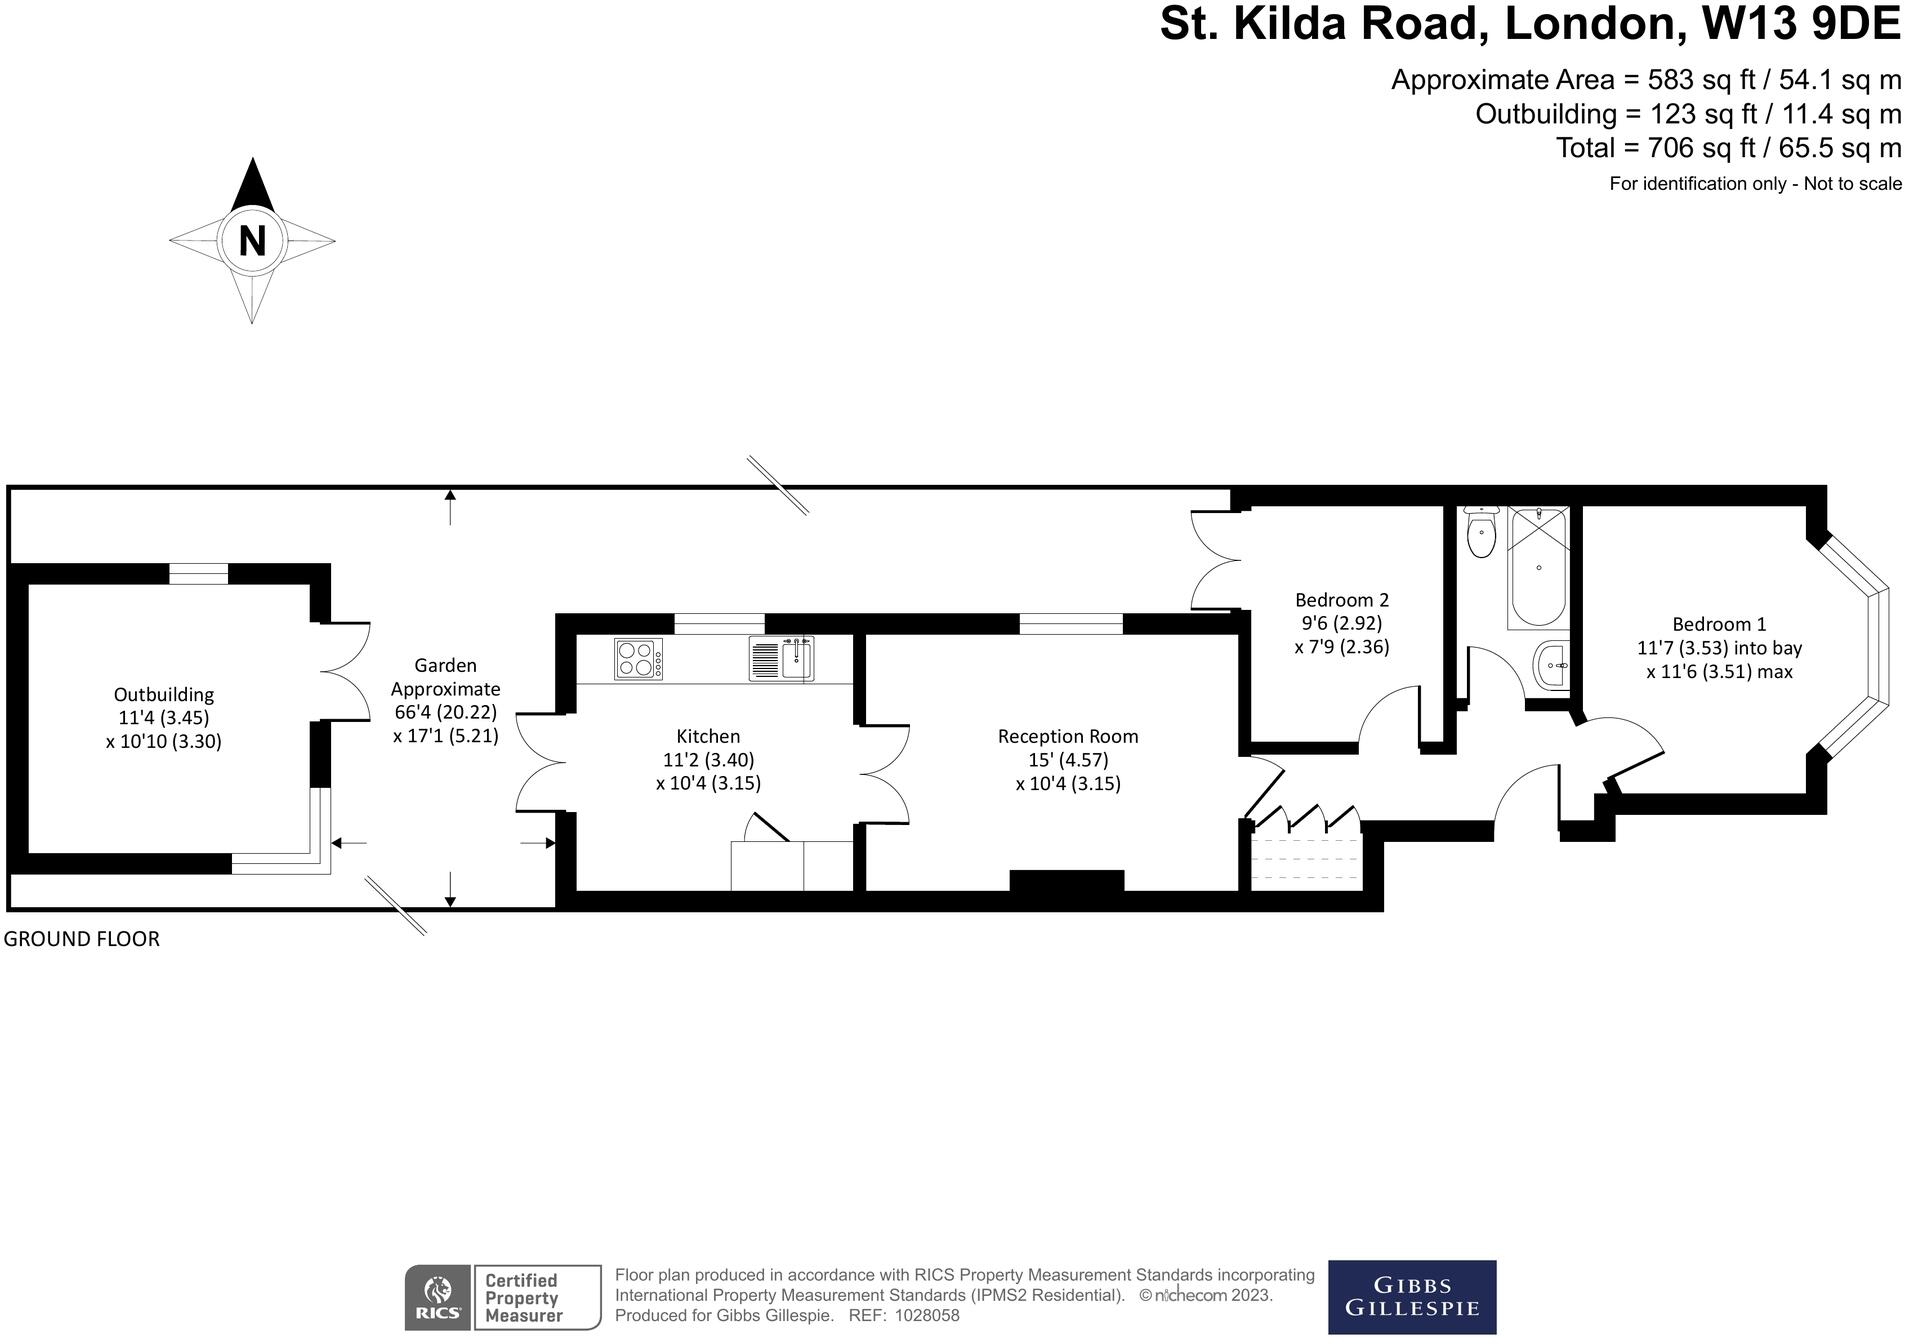 St. Kilda Road, London, W13 9DE
Approximate Area = 583 sq ft / 54.1 sq m
Outbuilding = 123 sq ft / 11.4 sq m
Total = 706 sq ft / 65.5 sq m
For identification only - Not to scale
N
Outbuilding
11'4 (3.45)
x 10'10 (3.30)
Garden
Approximate
66'4 (20.22)
x 17'1 (5.21)
Kitchen
11'2 (3.40)
x 10'4 (3.15)
Reception Room
15' (4.57)
x 10'4 (3.15)
Bedroom 2
9'6 (2.92)
x 7'9 (2.36)
Bedroom 1
11'7 (3.53) into bay
x 11'6 (3.51) max
GROUND FLOOR
RICS
Certified
Property
Measurer
Floor plan produced in accordance with RICS Property Measurement Standards incorporating
International Property Measurement Standards (IPMS2 Residential). © nichecom 2023.
Produced for Gibbs Gillespie. REF: 1028058
GIBBS
GILLESPIE